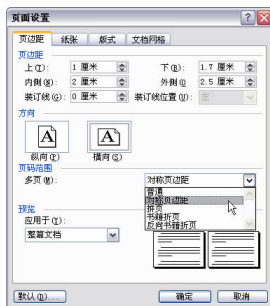 页面设置
页边距 纸张 版式 文档网格
页边距
上(T): 1 厘米 下(B): 1.7 厘米
内侧(N): 2 厘米 外侧(O 2.5 厘米
装订线(G): 0 厘米 装订线位置(U): 左
方向
纵向(P) 横向(S)
页码范围
多页(M): 对称页边距
普通
对称页边距
拼页
书籍折页
反向书籍折页
预览
应用于(Y):
整篇文档
默认(D)... 确定 取消